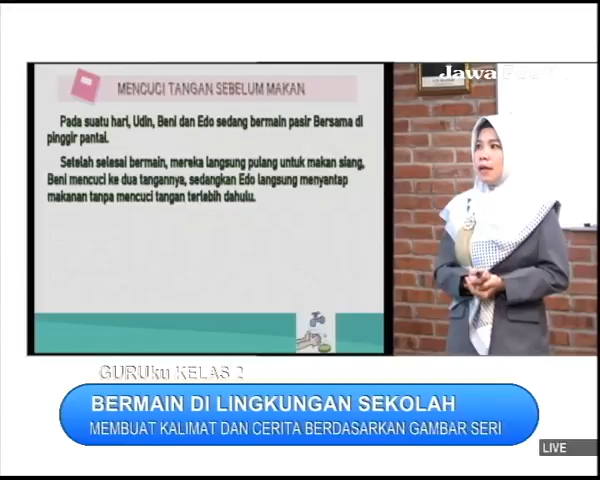 Jawa Pos
MENCUCI TANGAN SEBELUM MAKAN
Pada suatu hari, Udin, Beni dan Edo sedang bermain pasir Bersama di
pinggir pantai.
Setelah selesai bermain, mereka langsung pulang untuk makan siang,
Beni mencuci ke dua tangannya, sedangkan Edo langsung menyantap
makanan tanpa mencuci tangan terlebih dahulu.
GURUku KELAS 2
BERMAIN DI LINGKUNGAN SEKOLAH
MEMBUAT KALIMAT DAN CERITA BERDASARKAN GAMBAR SERI
LIVE